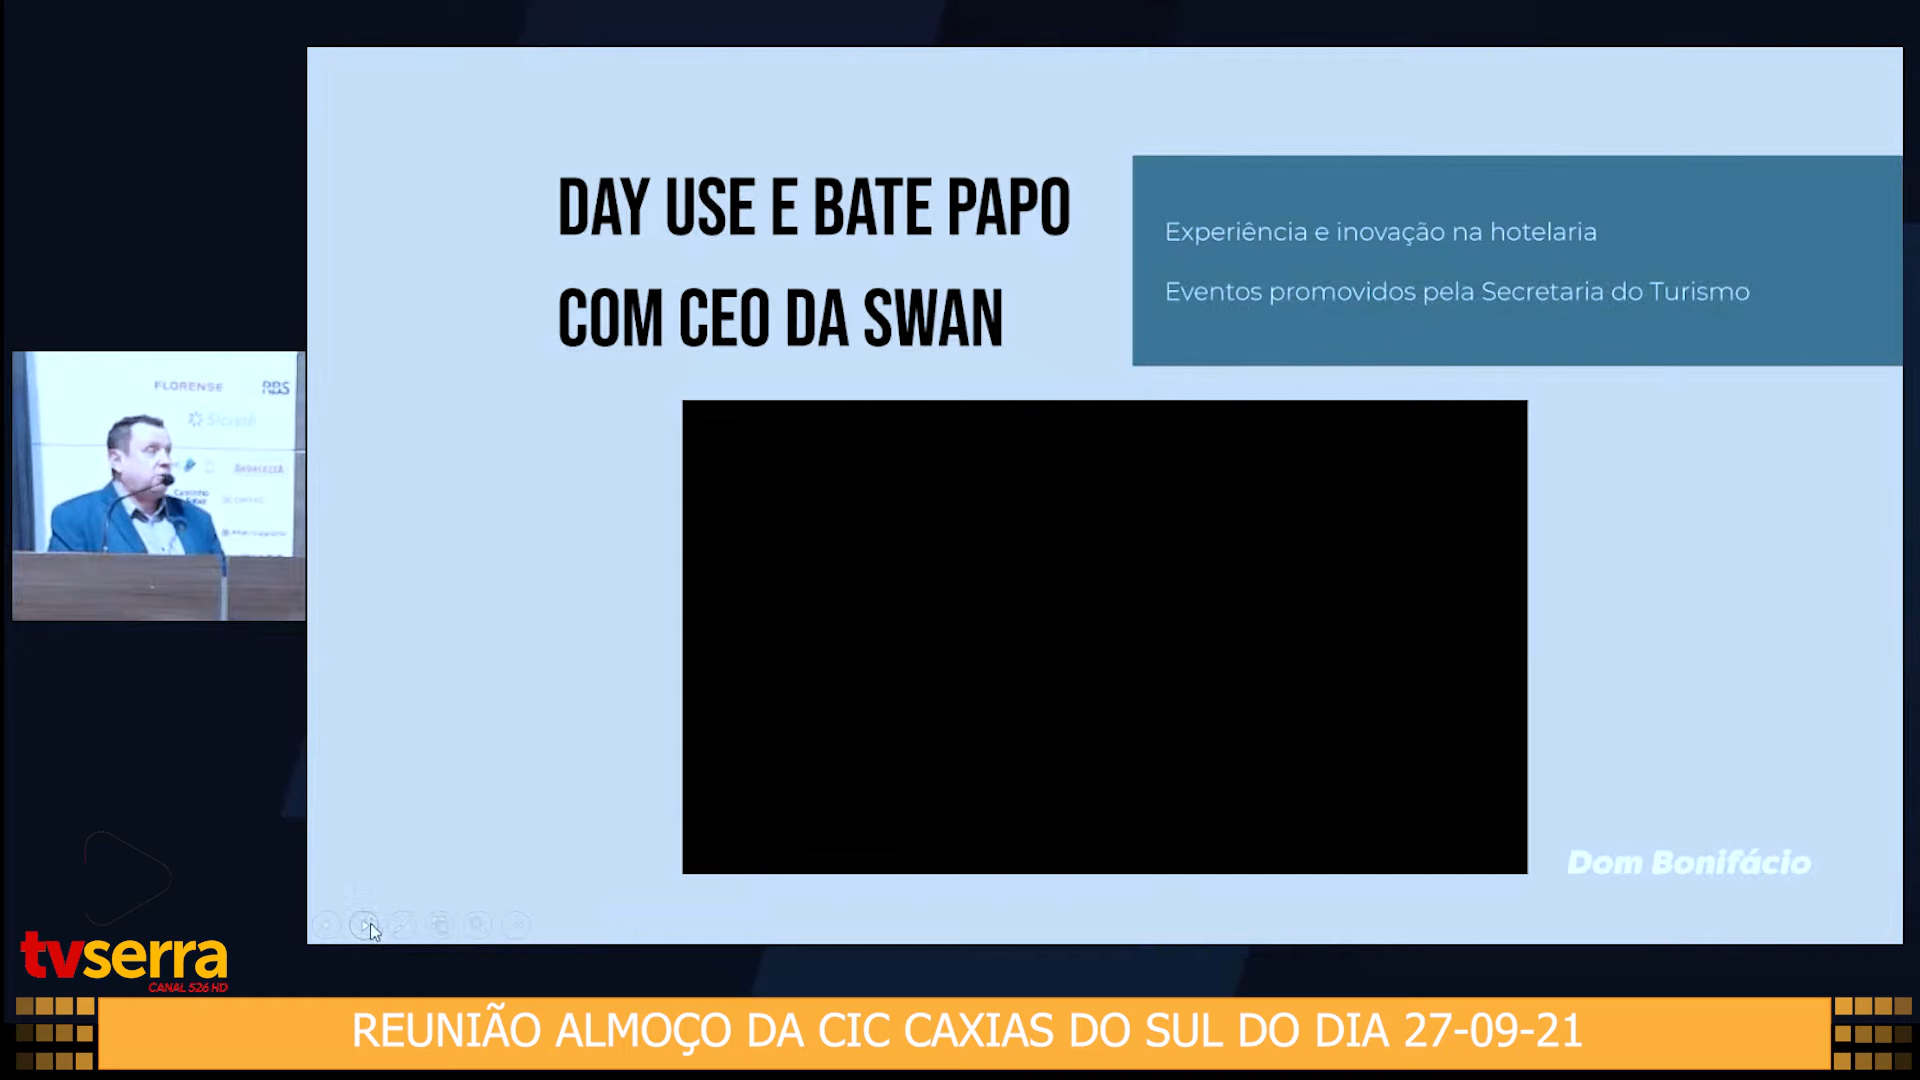 DAY USE E BATE PAPO
COM CEO DA SWAN
Experiência e inovação na hotelaria
Eventos promovidos pela Secretaria do Turismo
FLORENSE
RBS
Sicredi
Dom Bonifácio
tvserra
CANAL 526 HD
REUNIÃO ALMOÇO DA CIC CAXIAS DO SUL DO DIA 27-09-21